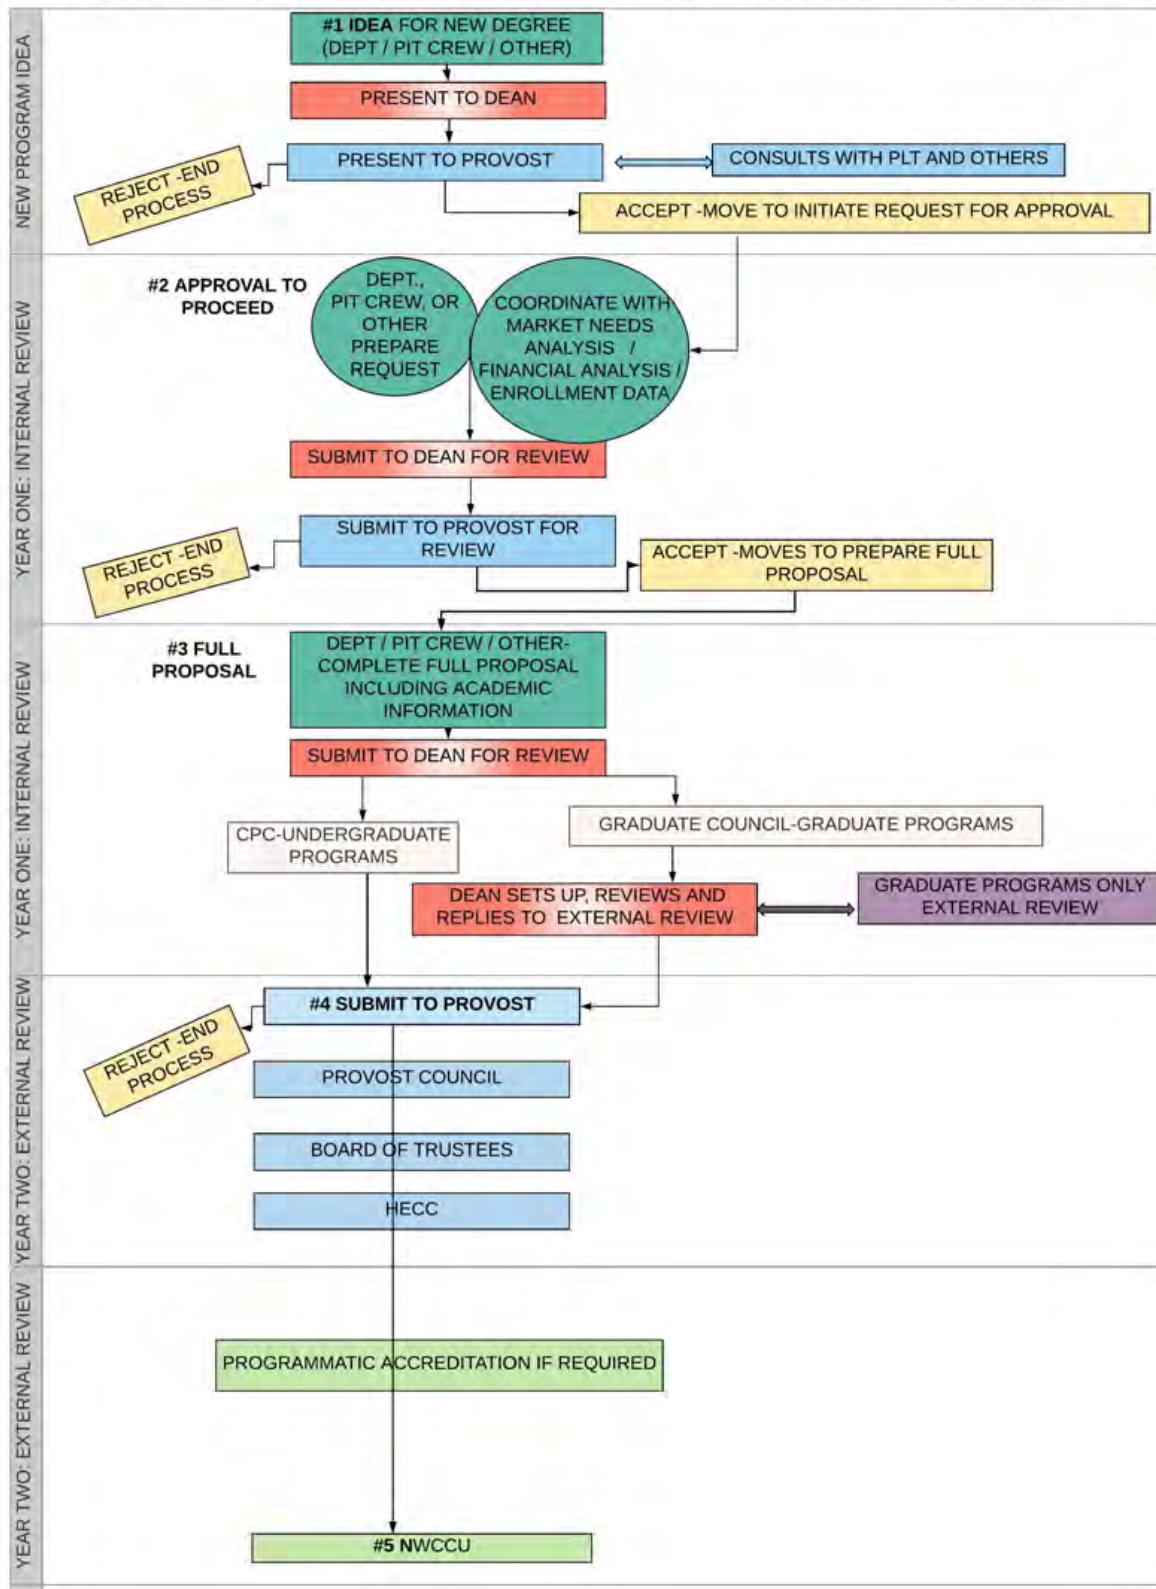 NEW PROGRAM IDEA
#1 IDEA FOR NEW DEGREE
(DEPT / PIT CREW / OTHER)
PRESENT TO DEAN
PRESENT TO PROVOST
CONSULTS WITH PLT AND OTHERS
REJECT -END
PROCESS
ACCEPT -MOVE TO INITIATE REQUEST FOR APPROVAL
YEAR ONE: INTERNAL REVIEW
#2 APPROVAL TO
PROCEED
DEPT.,
PIT CREW, OR
OTHER
PREPARE
REQUEST
COORDINATE WITH
MARKET NEEDS
ANALYSIS /
FINANCIAL ANALYSIS /
ENROLLMENT DATA
SUBMIT TO DEAN FOR REVIEW
SUBMIT TO PROVOST FOR
REVIEW
REJECT -END
PROCESS
ACCEPT -MOVES TO PREPARE FULL
PROPOSAL
YEAR ONE: INTERNAL REVIEW
#3 FULL
PROPOSAL
DEPT / PIT CREW / OTHER-
COMPLETE FULL PROPOSAL
INCLUDING ACADEMIC
INFORMATION
SUBMIT TO DEAN FOR REVIEW
CPC-UNDERGRADUATE
PROGRAMS
GRADUATE COUNCIL-GRADUATE PROGRAMS
DEAN SETS UP, REVIEWS AND
REPLIES TO EXTERNAL REVIEW
GRADUATE PROGRAMS ONLY
EXTERNAL REVIEW
YEAR TWO: EXTERNAL REVIEW
#4 SUBMIT TO PROVOST
REJECT -END
PROCESS
PROVOST COUNCIL
BOARD OF TRUSTEES
HECC
YEAR TWO: EXTERNAL REVIEW
PROGRAMMATIC ACCREDITATION IF REQUIRED
#5 NWCCU